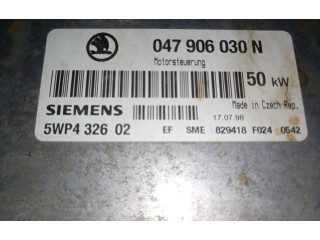 047 906 030 N
Motorsteuerung
50 kW
SIEMENS
Made in Czech Rep.
17.07.98
5WP4 326 02 EF SME 829418 F024 0542